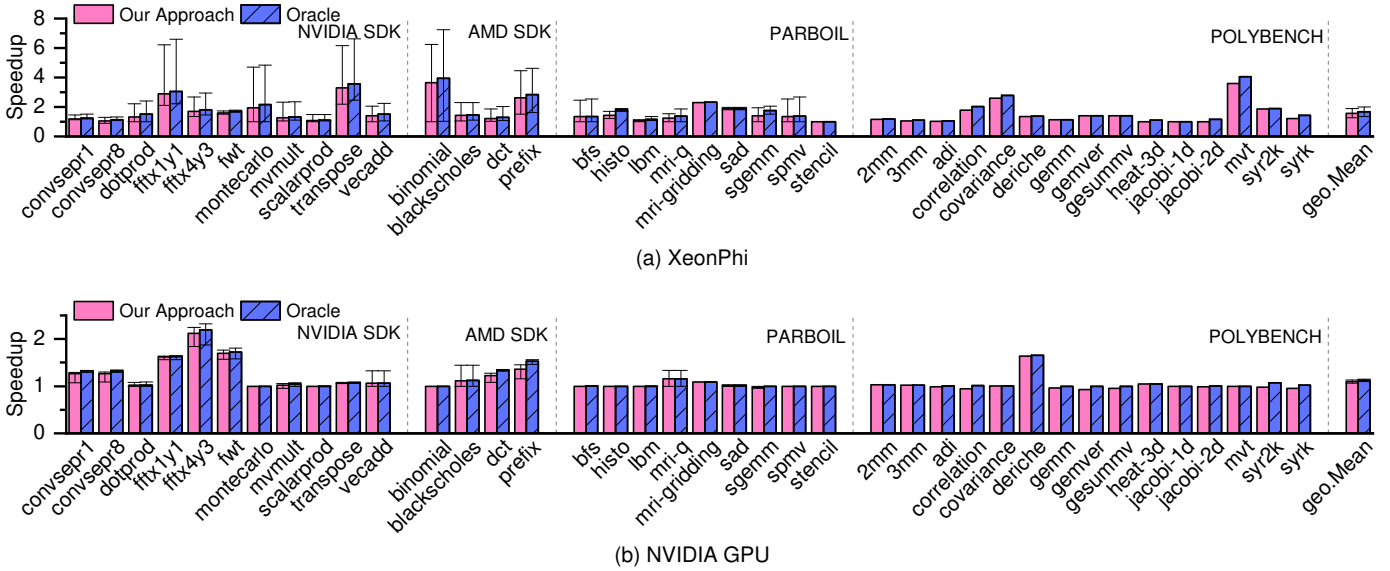 Our Approach Oracle
NVIDIA SDK AMD SDK PARBOIL POLYBENCH
Speedup
8
6
4
2
0
convsepr1 convsepr8 dotprod fftx1y1 fftx4y3 fwt montecarlo mvmult scalarprod transpose vecadd binomial blackscholes dct prefix bfs histo lbm mri-q mri-gridding sad sgemm spmv stencil 2mm 3mm adi correlation covariance deriche gemm gemver gesummv heat-3d jacobi-1d jacobi-2d mvt syr2k syrk geo.Mean
(a) XeonPhi
Our Approach Oracle
NVIDIA SDK AMD SDK PARBOIL POLYBENCH
Speedup
2
1
0
convsepr1 convsepr8 dotprod fftx1y1 fftx4y3 fwt montecarlo mvmult scalarprod transpose vecadd binomial blackscholes dct prefix bfs histo lbm mri-q mri-gridding sad sgemm spmv stencil 2mm 3mm adi correlation covariance deriche gemm gemver gesummv heat-3d jacobi-1d jacobi-2d mvt syr2k syrk geo.Mean
(b) NVIDIA GPU